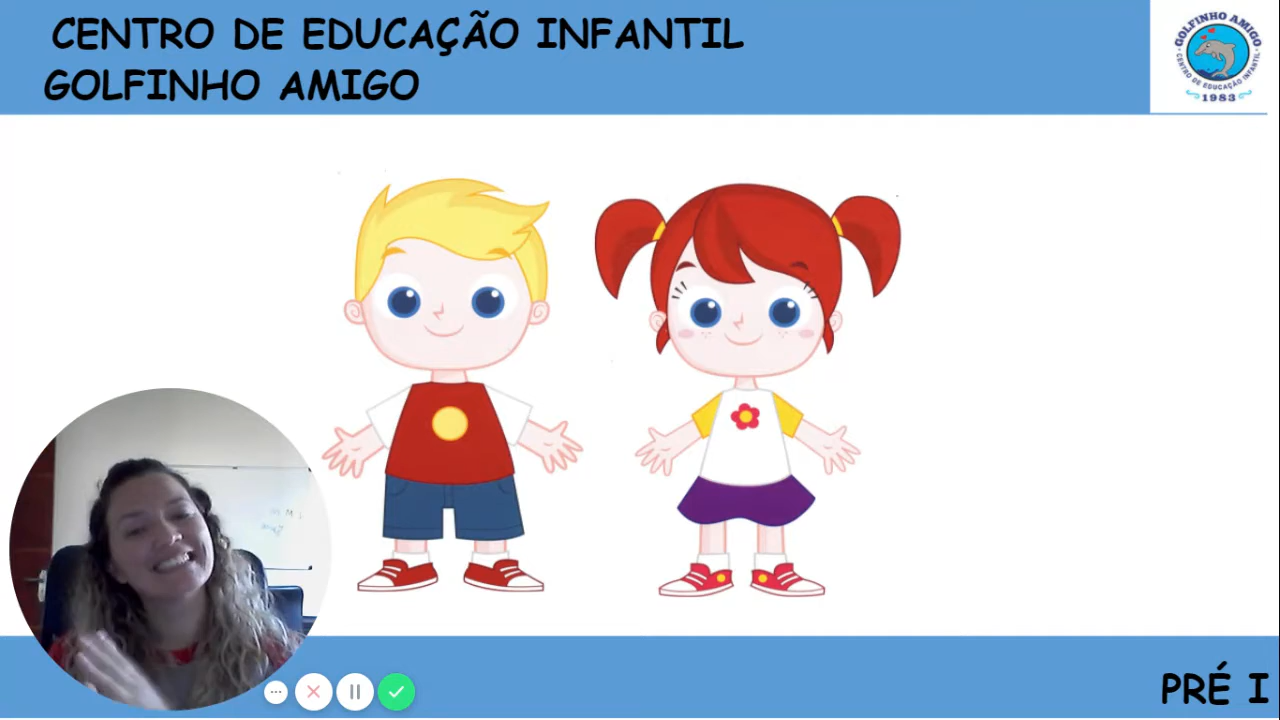 CENTRO DE EDUCAÇÃO INFANTIL
GOLFINHO AMIGO
GOLFINHO AMIGO
CENTRO DE EDUCAÇÃO INFANTIL
1983
PRÉ I